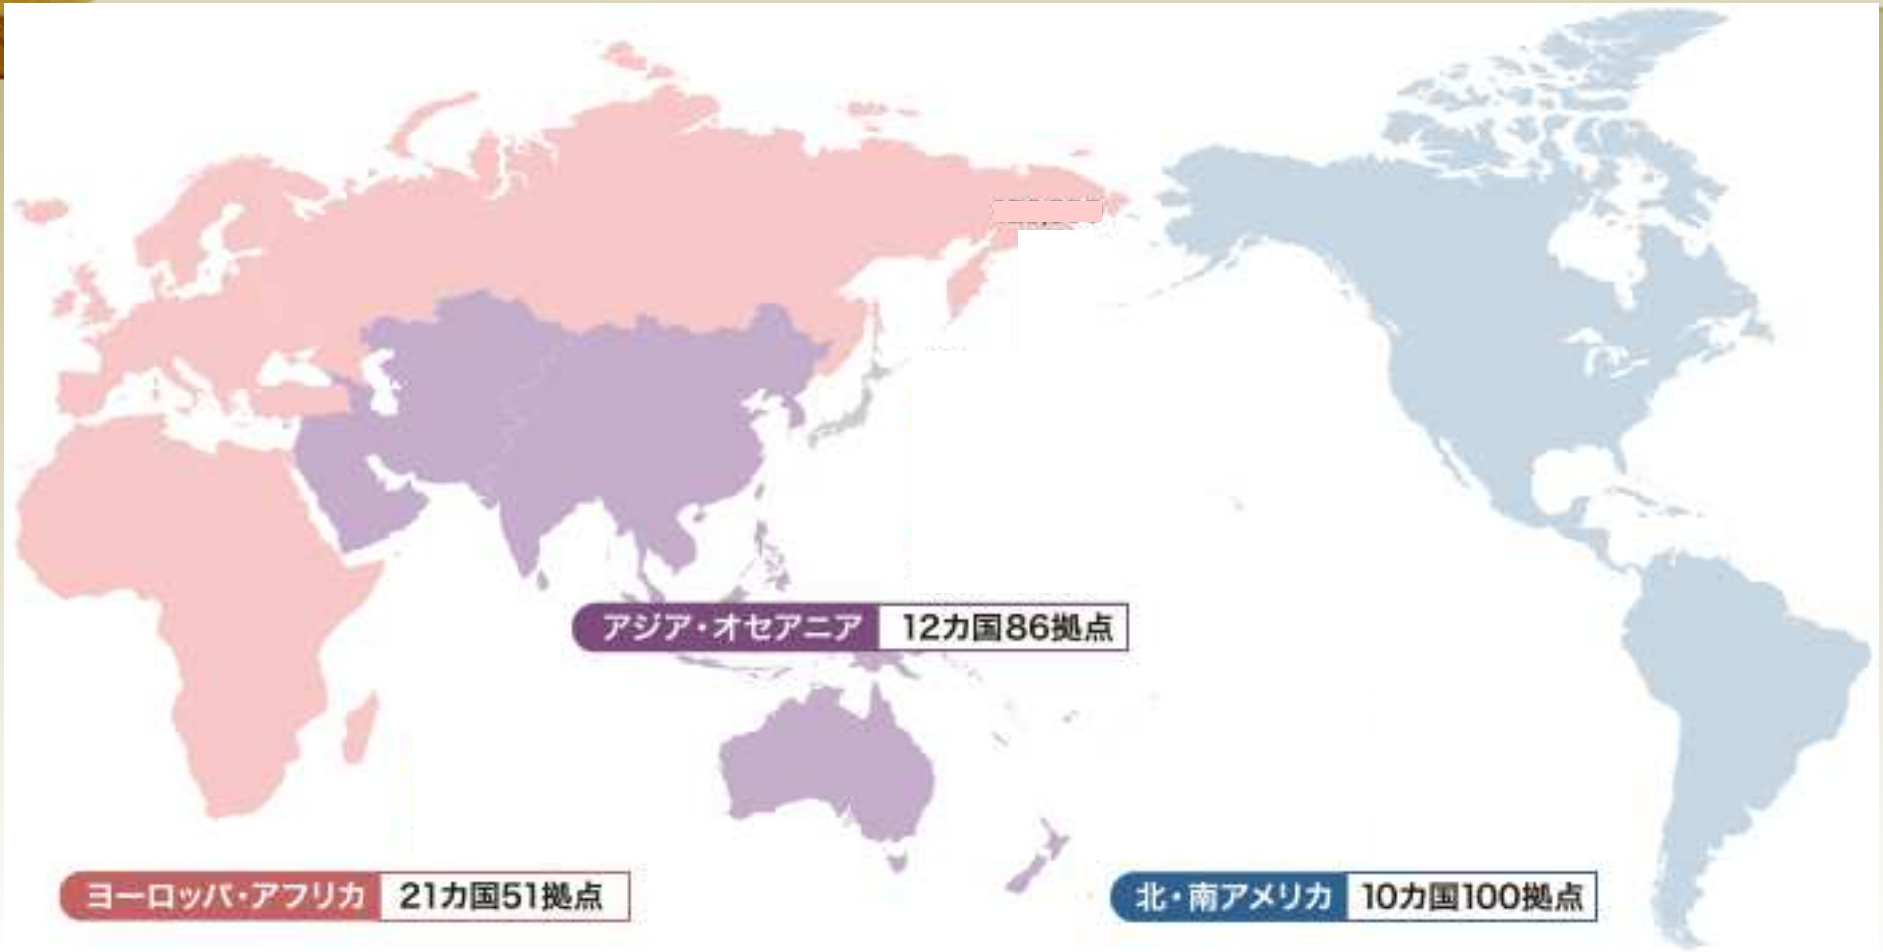 アジア・オセアニア 12カ国86拠点
ヨーロッパ・アフリカ 21カ国51拠点
北・南アメリカ 10カ国100拠点